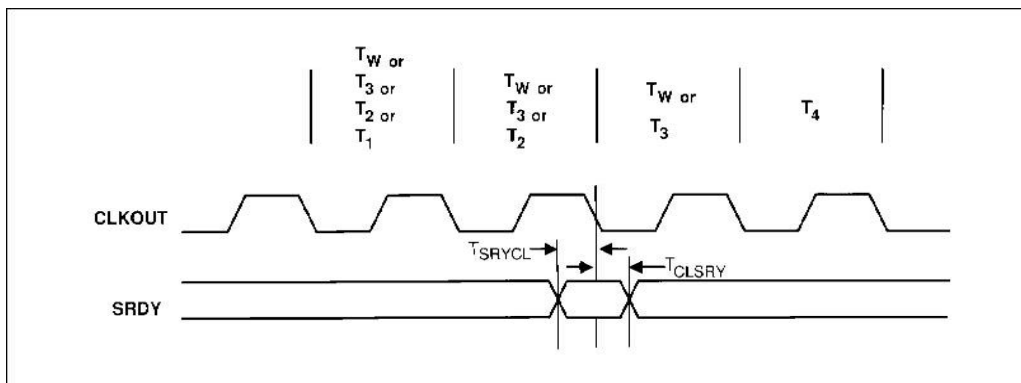 TW or
T3 or
T2 or
T1
TW or
T3 or
T2
TW or
T3
T4
CLKOUT
TSRYCL
TCLSRY
SRDY